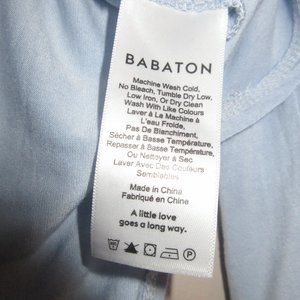 BABATON
Machine Wash Cold,
No Bleach, Tumble Dry Low,
Low Iron, Or Dry Clean
Wash With Like Colours
Laver À La Machine À
L'eau Froide,
Pas De Blanchiment,
Sécher À Basse Température,
Repasser À Basse Température,
Ou Nettoyer À Sec
Laver Avec Des Couleurs
Semblables
Made in China
Fabriqué en Chine
A little love
goes a long way.
P